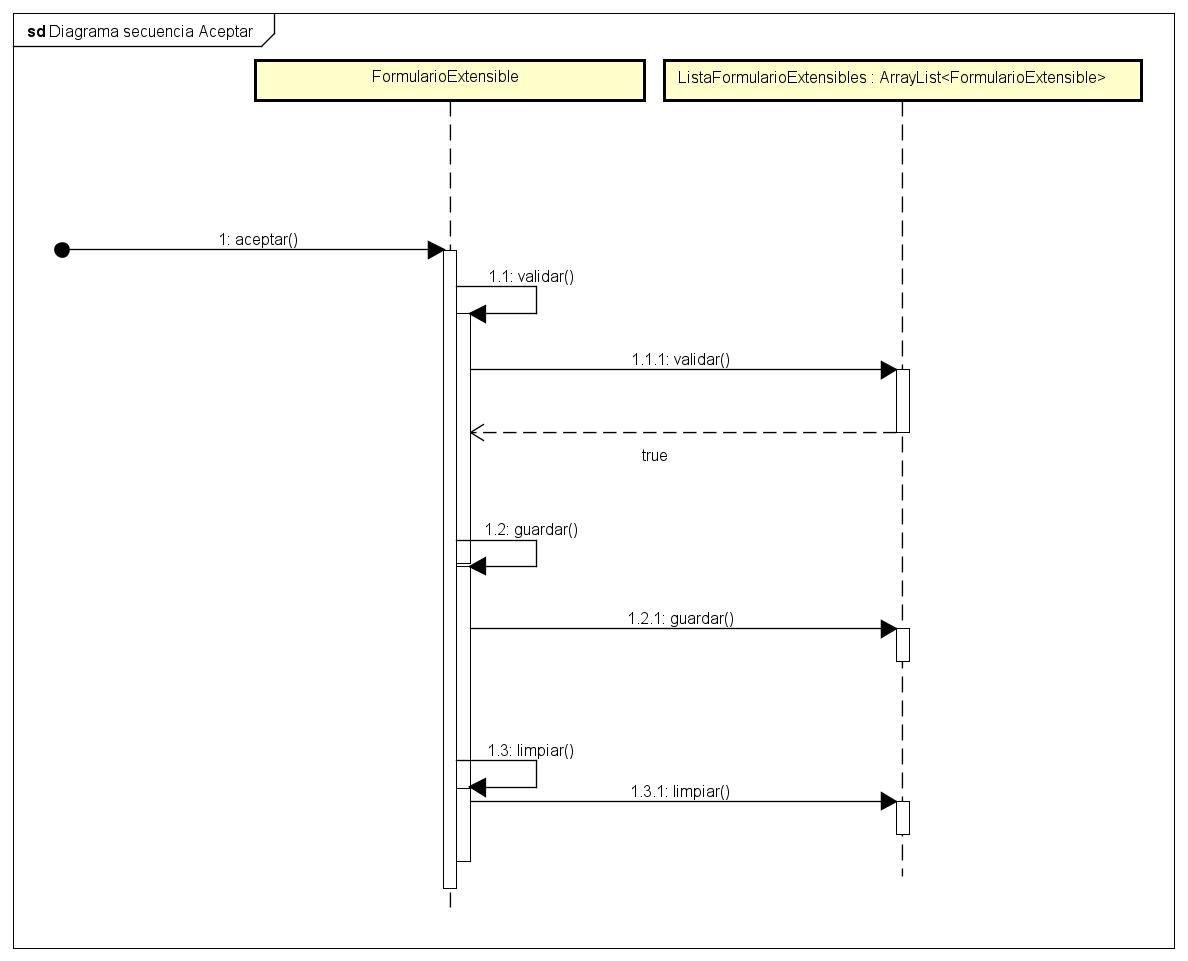 sd Diagrama secuencia Aceptar
FormularioExtensible
ListaFormularioExtensibles : ArrayList<FormularioExtensible>
1: aceptar()
1.1: validar()
1.1.1: validar()
true
1.2: guardar()
1.2.1: guardar()
1.3: limpiar()
1.3.1: limpiar()